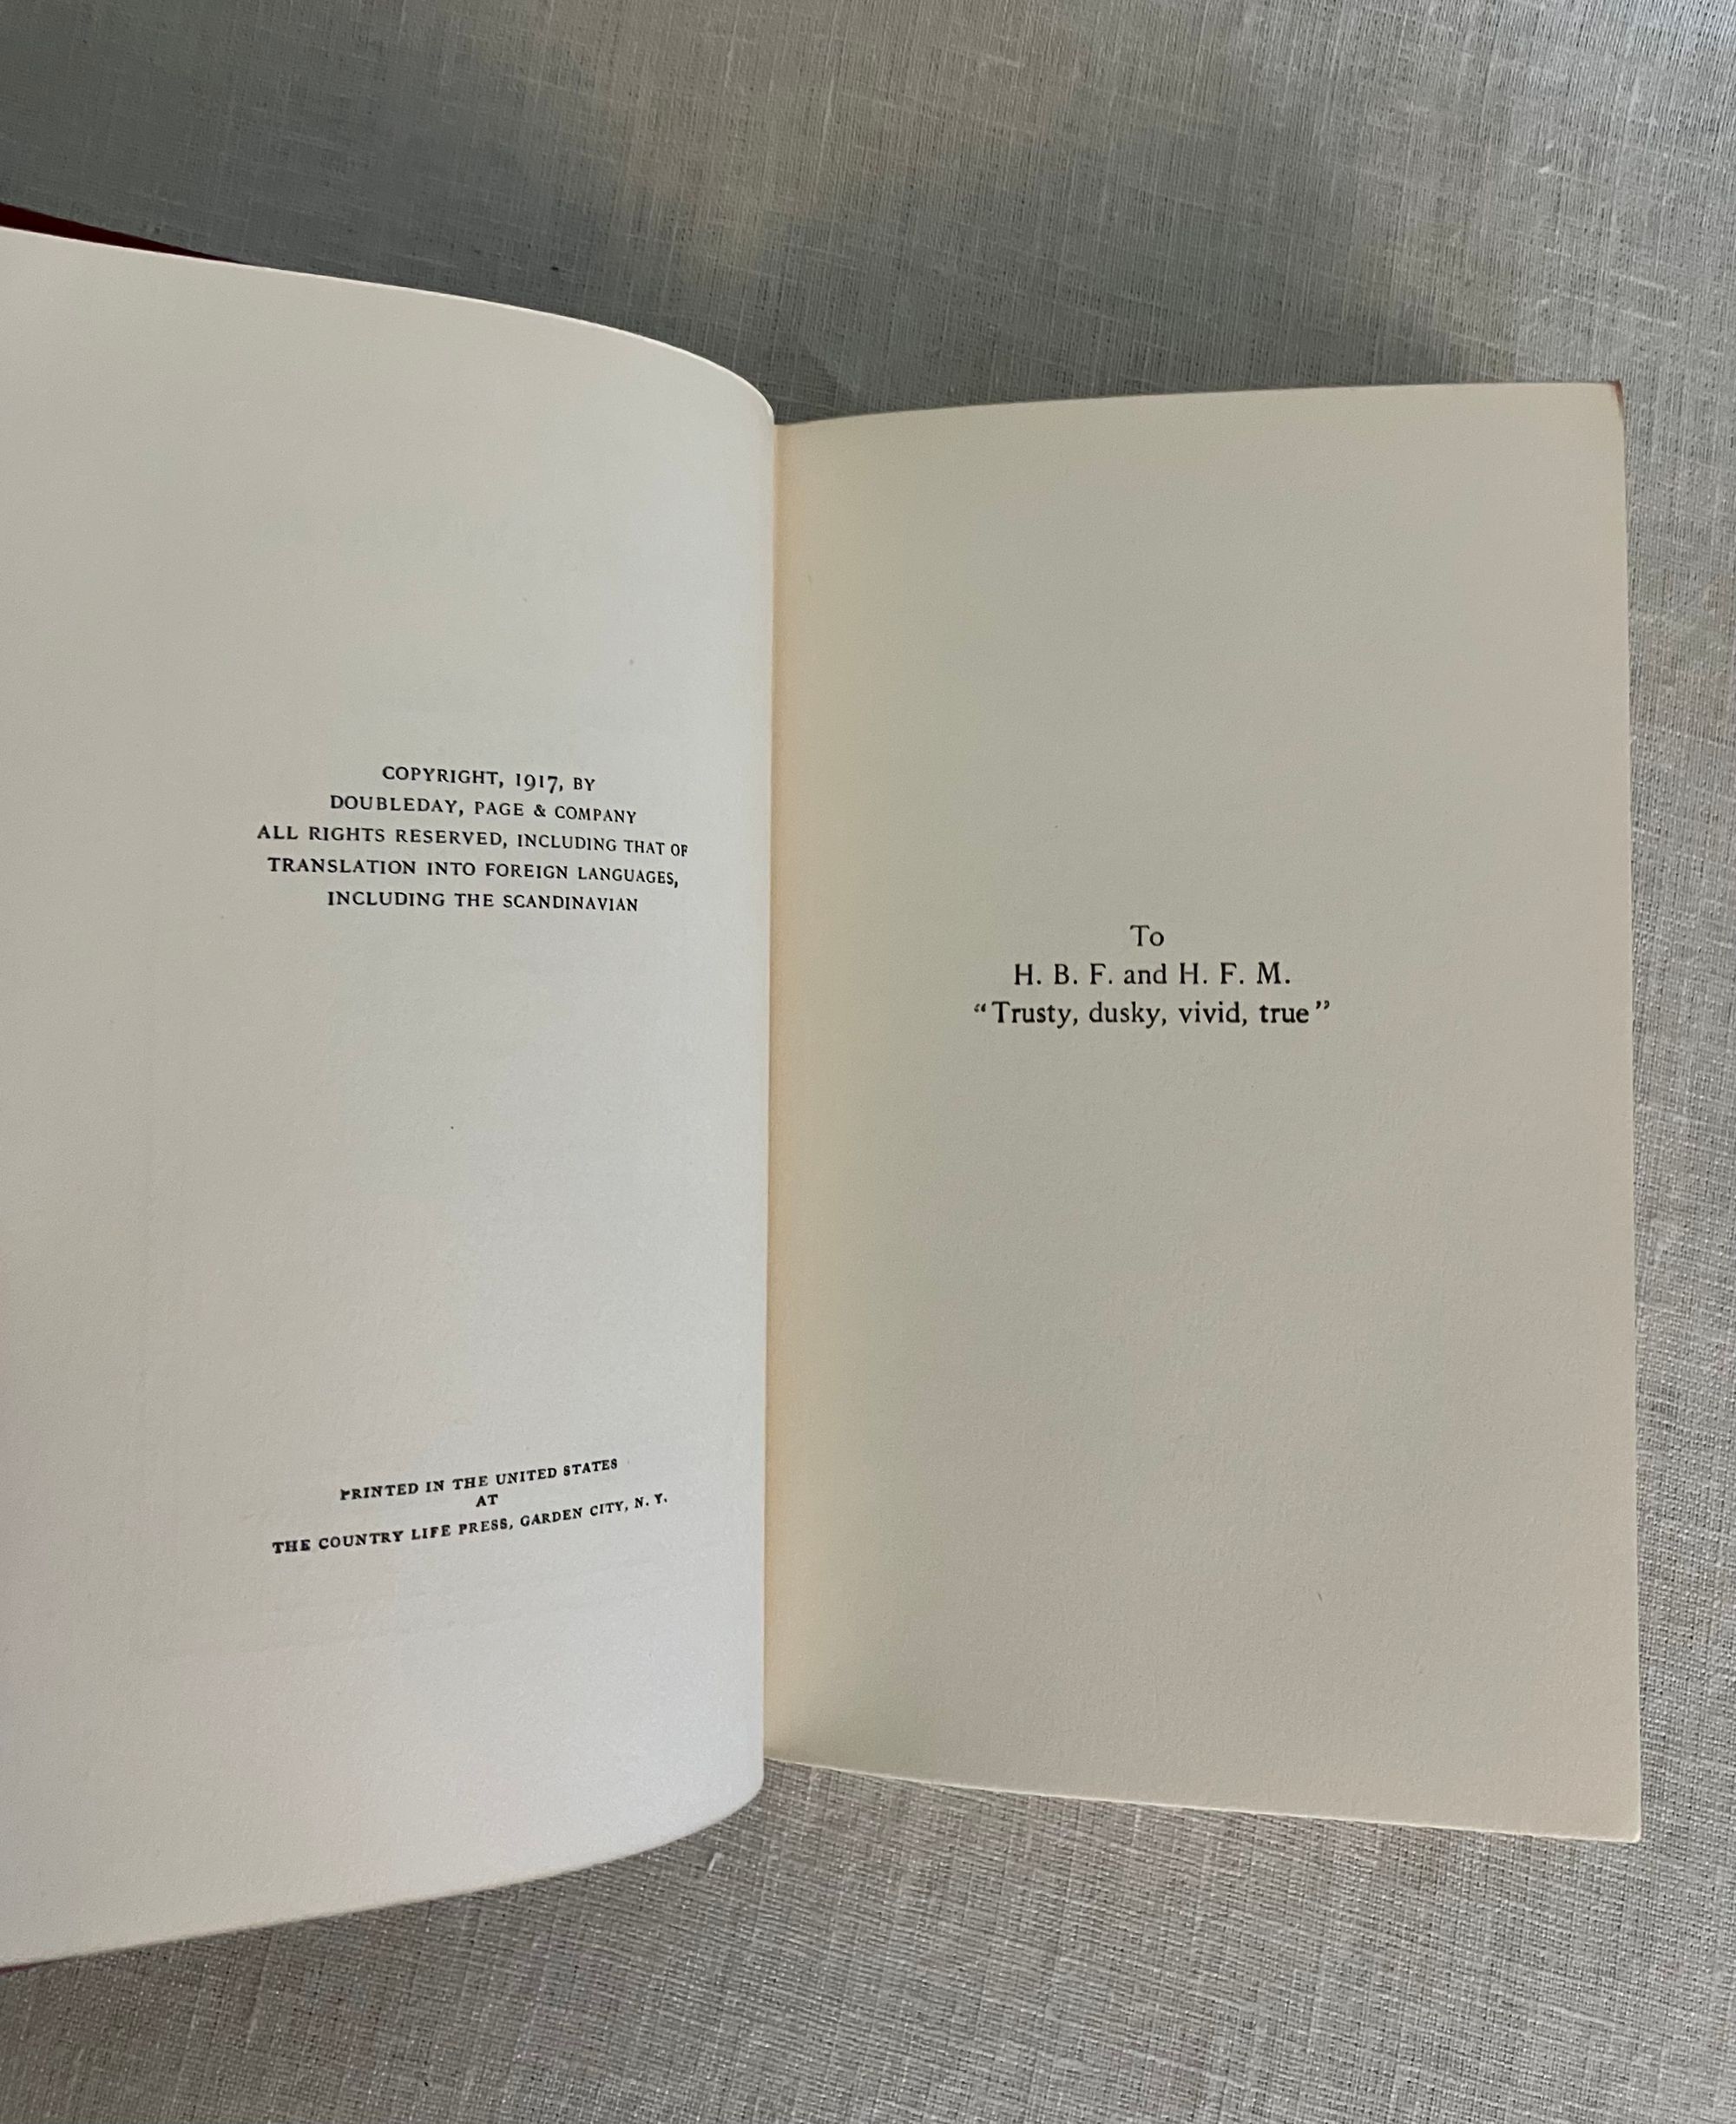 COPYRIGHT, 1917, BY
DOUBLEDAY, PAGE & COMPANY
ALL RIGHTS RESERVED, INCLUDING THAT OF
TRANSLATION INTO FOREIGN LANGUAGES,
INCLUDING THE SCANDINAVIAN
PRINTED IN THE UNITED STATES
AT
THE COUNTRY LIFE PRESS, GARDEN CITY, N. Y.
To
H. B. F. and H. F. M.
“Trusty, dusky, vivid, true”